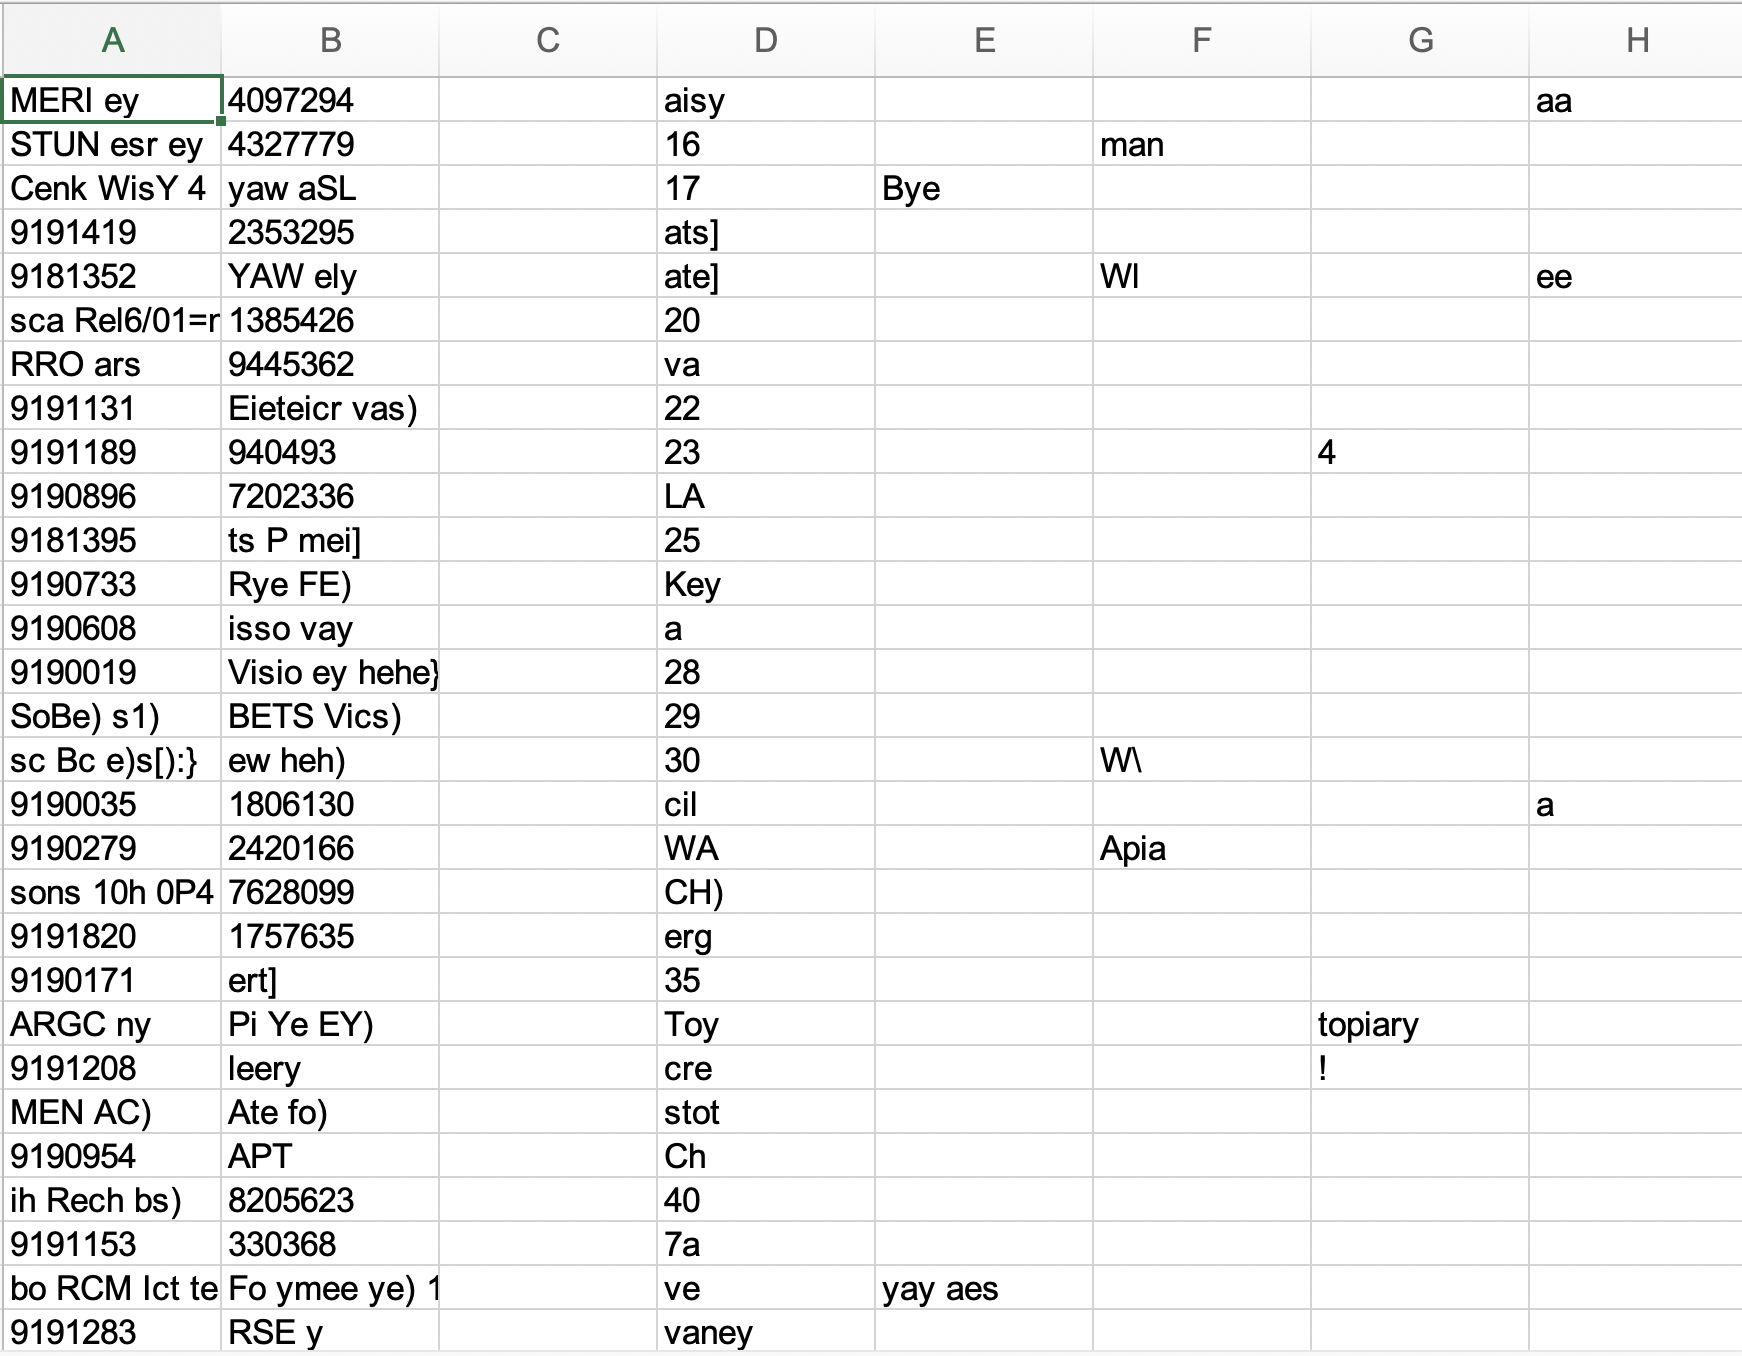 A B C D E F G H
MERI ey 4097294 aisy aa
STUN esr ey 4327779 16 man
Cenk WisY 4 yaw aSL 17 Bye
9191419 2353295 ats]
9181352 YAW ely ate] WI ee
sca Rel6/01=r 1385426 20
RRO ars 9445362 va
9191131 Eieteicr vas) 22
9191189 940493 23 4
9190896 7202336 LA
9181395 ts P mei] 25
9190733 Rye FE) Key
9190608 isso vay a
9190019 Visio ey hehe} 28
SoBe) s1) BETS Vics) 29
sc Bc e)s[):} ew heh) 30 W\
9190035 1806130 cil a
9190279 2420166 WA Apia
sons 10h 0P4 7628099 CH)
9191820 1757635 erg
9190171 ert] 35
ARGC ny Pi Ye EY) Toy topiary
9191208 leery cre !
MEN AC) Ate fo) stot
9190954 APT Ch
ih Rech bs) 8205623 40
9191153 330368 7a
bo RCM Ict te Fo ymee ye) 1 ve yay aes
9191283 RSE y vaney